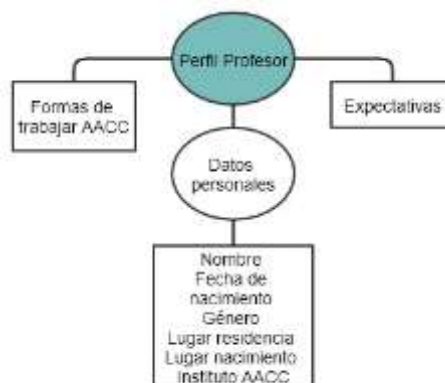 Perfil Profesor
Formas de
trabajar AACC
Expectativas
Datos
personales
Nombre
Fecha de
nacimiento
Género
Lugar residencia
Lugar nacimiento
Instituto AACC